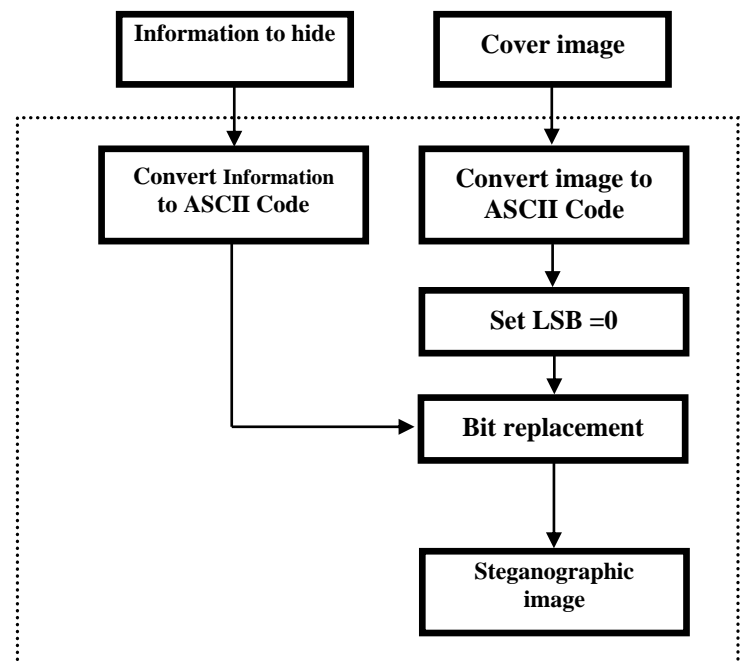 Information to hide
Cover image
Convert Information
to ASCII Code
Convert image to
ASCII Code
Set LSB =0
Bit replacement
Steganographic
image